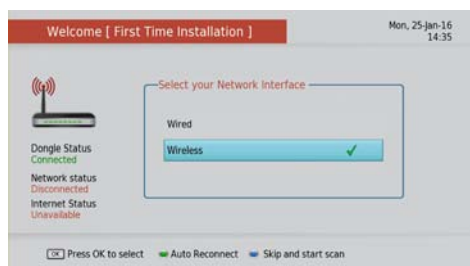 Welcome [ First Time Installation ]
Mon, 25-Jan-16
14:35
Select your Network Interface
Wired
Wireless
Dongle Status
Connected
Network status
Disconnected
Internet Status
Unavailable
OK Press OK to select Auto Reconnect Skip and start scan